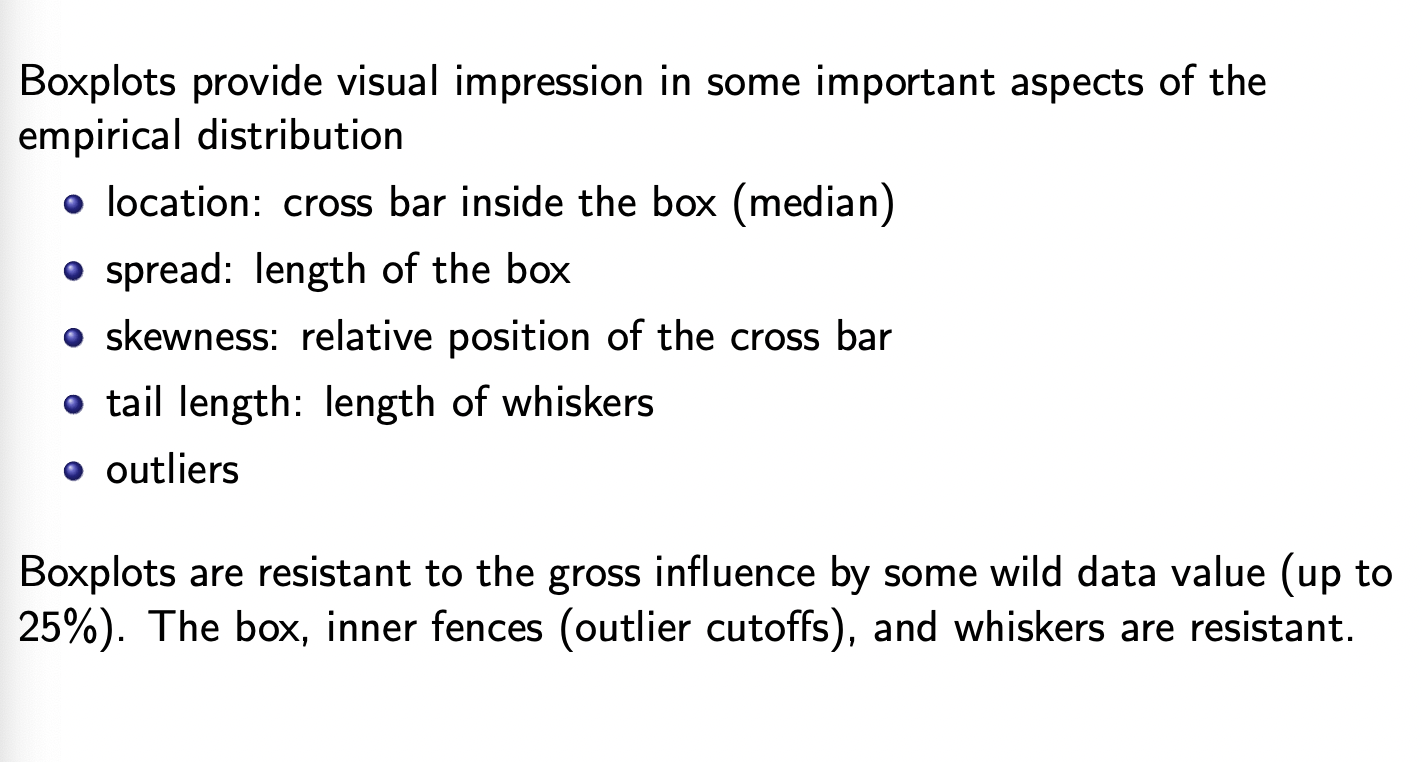 Boxplots provide visual impression in some important aspects of the
empirical distribution
location: cross bar inside the box (median)
spread: length of the box
skewness: relative position of the cross bar
tail length: length of whiskers
outliers
Boxplots are resistant to the gross influence by some wild data value (up to
25%). The box, inner fences (outlier cutoffs), and whiskers are resistant.